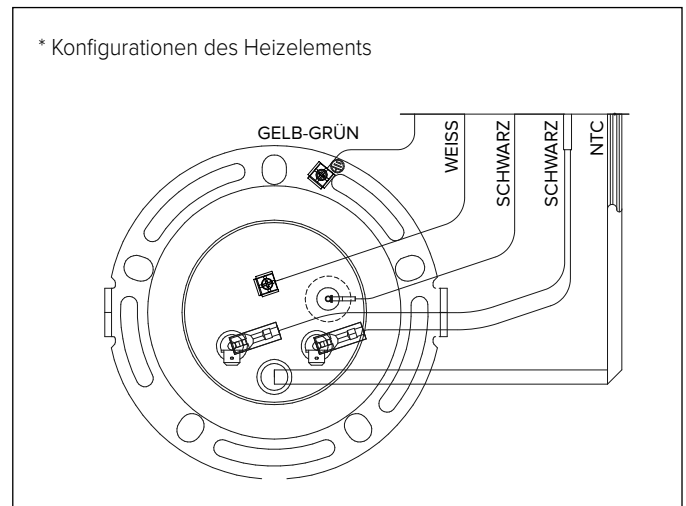 * Konfigurationen des Heizelements
GELB-GRÜN
WEISS
SCHWARZ
SCHWARZ
NTC